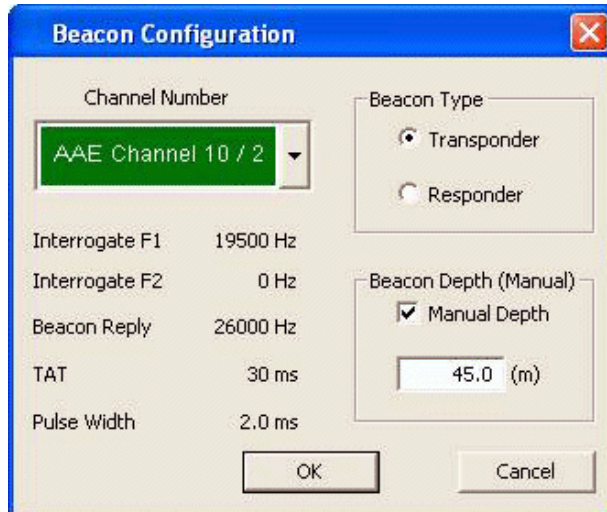 Beacon Configuration
Channel Number
AAE Channel 10 / 2
Interrogate F1 19500 Hz
Interrogate F2 0 Hz
Beacon Reply 26000 Hz
TAT 30 ms
Pulse Width 2.0 ms
Beacon Type
Transponder
Responder
Beacon Depth (Manual)
Manual Depth
45.0 (m)
OK
Cancel